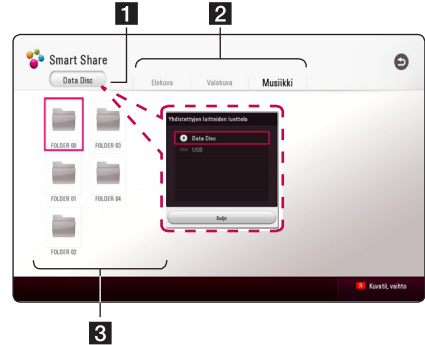 1
2
Smart Share
Data Disc
Elokuva
Valokuva
Musiikki
Yhdistettyjen laitteiden luettelo
Data Disc
USB
Sulje
FOLDER 00
FOLDER 03
FOLDER 01
FOLDER 04
FOLDER 02
R Kuvatil. vaihto
3